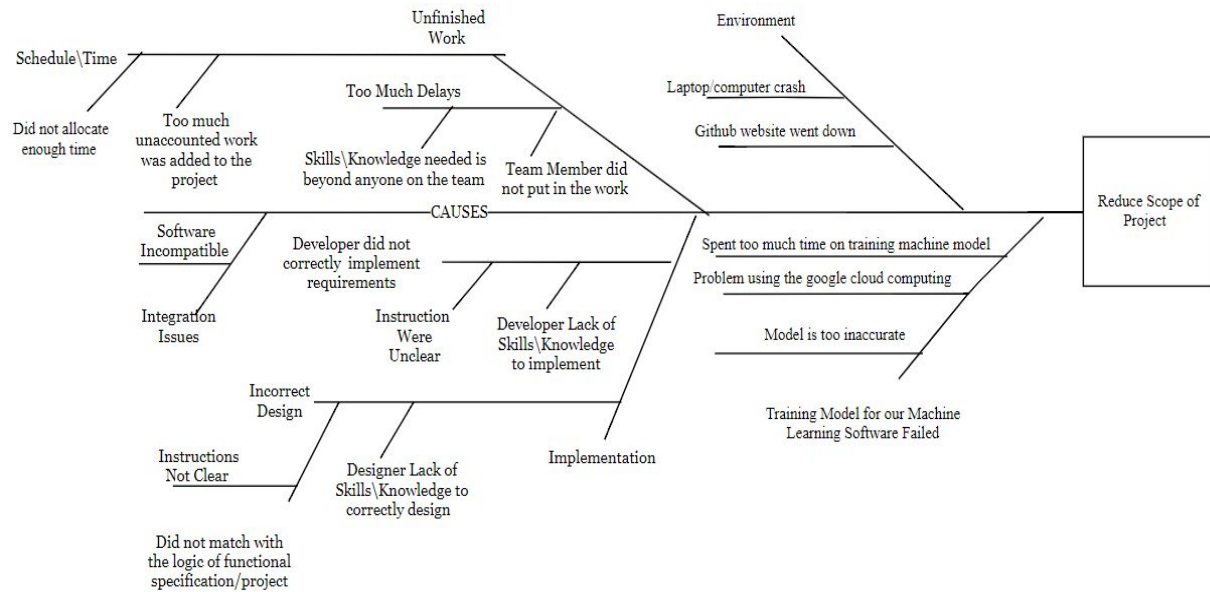 Unfinished
Work
Environment
Schedule\Time
Laptop/computer crash
Too Much Delays
Did not allocate
enough time
Too much
unaccounted work
was added to the
project
Github website went down
Skills\Knowledge needed is
beyond anyone on the team
Team Member did
not put in the work
CAUSES
Reduce Scope of
Project
Software
Incompatible
Developer did not
correctly implement
requirements
Spent too much time on training machine model
Problem using the google cloud computing
Integration
Issues
Instruction
Were
Unclear
Developer Lack of
Skills\Knowledge
to implement
Model is too inaccurate
Incorrect
Design
Training Model for our Machine
Learning Software Failed
Instructions
Not Clear
Designer Lack of
Skills\Knowledge to
correctly design
Implementation
Did not match with
the logic of functional
specification/project